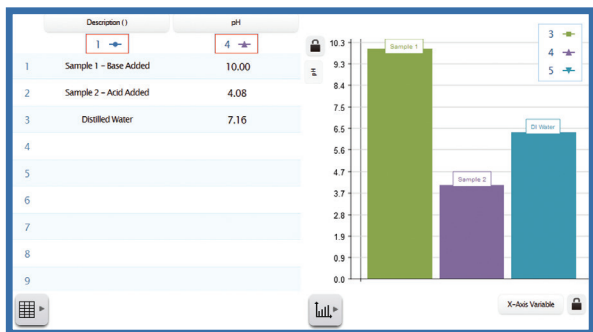 Description ( ) pH
1 4
1 Sample 1 – Base Added 10.00
2 Sample 2 – Acid Added 4.08
3 Distilled Water 7.16
4
5
6
7
8
9
pH
10.3
9.3
8.4
7.5
6.5
5.6
4.7
3.7
2.8
1.9
0.9
0.0
Sample 1
Sample 2
DI Water
3
4
5
X-Axis Variable